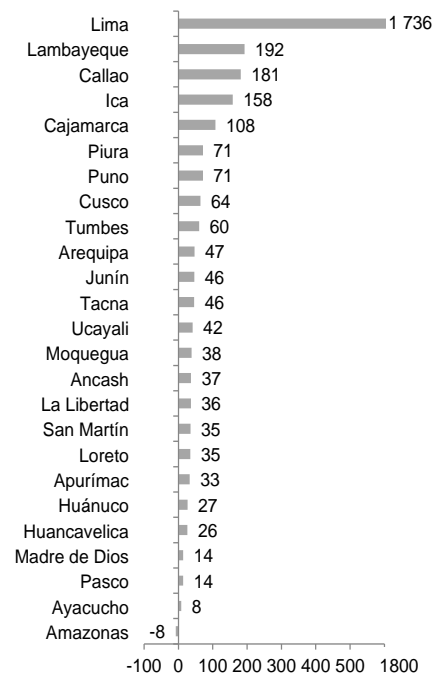 Lima 1 736
Lambayeque 192
Callao 181
Ica 158
Cajamarca 108
Piura 71
Puno 71
Cusco 64
Tumbes 60
Arequipa 47
Junín 46
Tacna 46
Ucayali 42
Moquegua 38
Ancash 37
La Libertad 36
San Martín 35
Loreto 35
Apurímac 33
Huánuco 27
Huancavelica 26
Madre de Dios 14
Pasco 14
Ayacucho 8
Amazonas -8
-100 0 100 200 300 400 500 1800